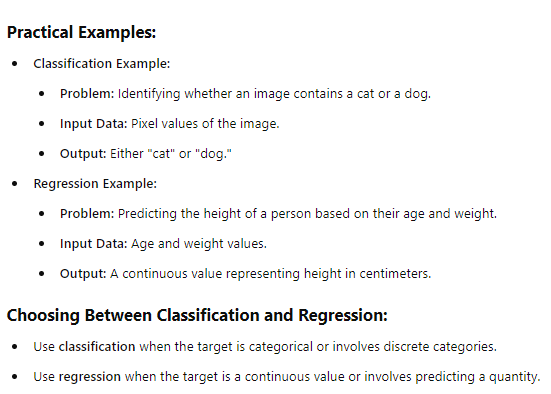 Practical Examples:
• Classification Example:
• Problem: Identifying whether an image contains a cat or a dog.
• Input Data: Pixel values of the image.
• Output: Either "cat" or "dog."
• Regression Example:
• Problem: Predicting the height of a person based on their age and weight.
• Input Data: Age and weight values.
• Output: A continuous value representing height in centimeters.
Choosing Between Classification and Regression:
• Use classification when the target is categorical or involves discrete categories.
• Use regression when the target is a continuous value or involves predicting a quantity.